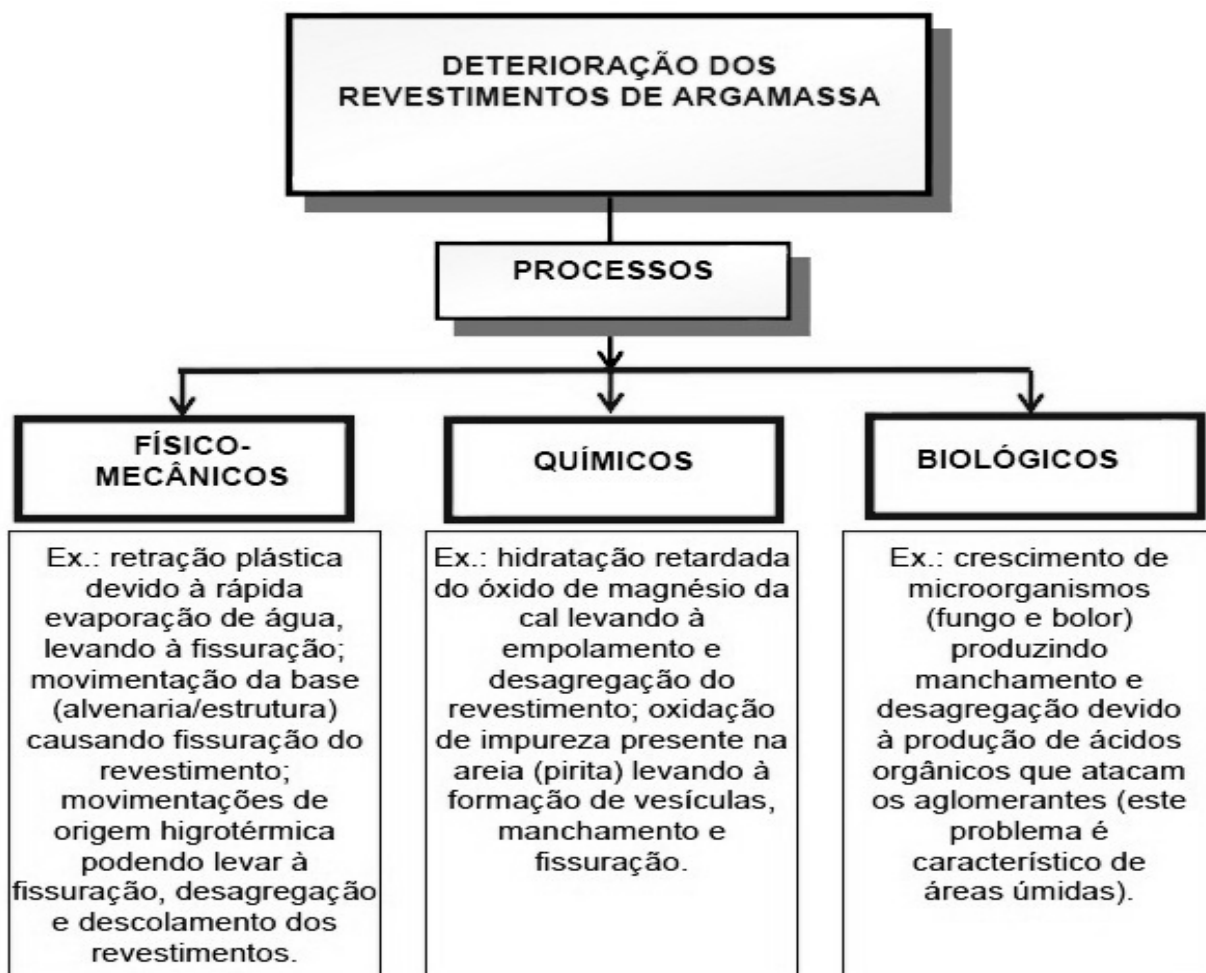 DETERIORAÇÃO DOS
REVESTIMENTOS DE ARGAMASSA
PROCESSOS
FÍSICO-
MECÂNICOS
Ex.: retração plástica
devido à rápida
evaporação de água,
levando à fissuração;
movimentação da base
(alvenaria/estrutura)
causando fissuração do
revestimento;
movimentações de
origem higrotérmica
podendo levar à
fissuração, desagregação
e descolamento dos
revestimentos.
QUÍMICOS
Ex.: hidratação retardada
do óxido de magnésio da
cal levando à
empolamento e
desagregação do
revestimento; oxidação
de impureza presente na
areia (pirita) levando à
formação de vesículas,
manchamento e
fissuração.
BIOLÓGICOS
Ex.: crescimento de
microorganismos
(fungo e bolor)
produzindo
manchamento e
desagregação devido
à produção de ácidos
orgânicos que atacam
os aglomerantes (este
problema é
característico de
áreas úmidas).